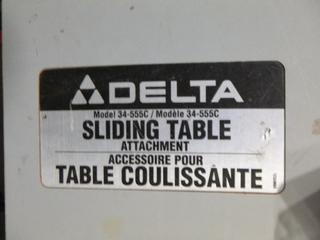 DELTA
Model 34-555C / Modèle 34-555C
SLIDING TABLE
ATTACHMENT
ACCESSOIRE POUR
TABLE COULISSANTE